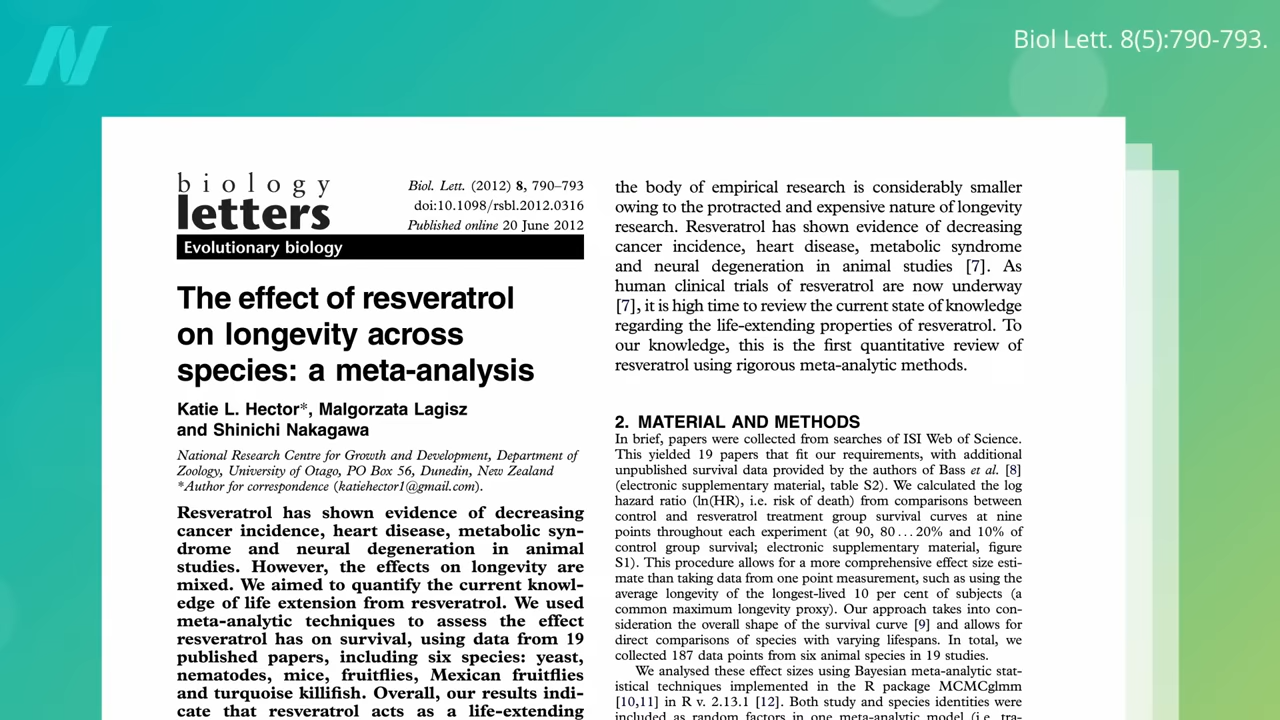 N
Biol Lett. 8(5):790-793.
biology
letters
Evolutionary biology
Biol. Lett. (2012) 8, 790–793
doi:10.1098/rsbl.2012.0316
Published online 20 June 2012
The effect of resveratrol
on longevity across
species: a meta-analysis
Katie L. Hector*, Malgorzata Lagisz
and Shinichi Nakagawa
National Research Centre for Growth and Development, Department of
Zoology, University of Otago, PO Box 56, Dunedin, New Zealand
*Author for correspondence (katiehector1@gmail.com).
Resveratrol has shown evidence of decreasing
cancer incidence, heart disease, metabolic syn-
drome and neural degeneration in animal
studies. However, the effects on longevity are
mixed. We aimed to quantify the current knowl-
edge of life extension from resveratrol. We used
meta-analytic techniques to assess the effect
resveratrol has on survival, using data from 19
published papers, including six species: yeast,
nematodes, mice, fruitflies, Mexican fruitflies
and turquoise killifish. Overall, our results indi-
cate that resveratrol acts as a life-extending
the body of empirical research is considerably smaller
owing to the protracted and expensive nature of longevity
research. Resveratrol has shown evidence of decreasing
cancer incidence, heart disease, metabolic syndrome
and neural degeneration in animal studies [7]. As
human clinical trials of resveratrol are now underway
[7], it is high time to review the current state of knowledge
regarding the life-extending properties of resveratrol. To
our knowledge, this is the first quantitative review of
resveratrol using rigorous meta-analytic methods.
2. MATERIAL AND METHODS
In brief, papers were collected from searches of ISI Web of Science.
This yielded 19 papers that fit our requirements, with additional
unpublished survival data provided by the authors of Bass et al. [8]
(electronic supplementary material, table S2). We calculated the log
hazard ratio (ln(HR), i.e. risk of death) from comparisons between
control and resveratrol treatment group survival curves at nine
points throughout each experiment (at 90, 80...20% and 10% of
control group survival; electronic supplementary material, figure
S1). This procedure allows for a more comprehensive effect size esti-
mate than taking data from one point measurement, such as using the
average longevity of the longest-lived 10 per cent of subjects (a
common maximum longevity proxy). Our approach takes into con-
sideration the overall shape of the survival curve [9] and allows for
direct comparisons of species with varying lifespans. In total, we
collected 187 data points from six animal species in 19 studies.
We analysed these effect sizes using Bayesian meta-analytic stat-
istical techniques implemented in the R package MCMCglmm
[10,11] in R v. 2.13.1 [12]. Both study and species identities were
included as random factors in one meta-analytic model (i.e. tra-